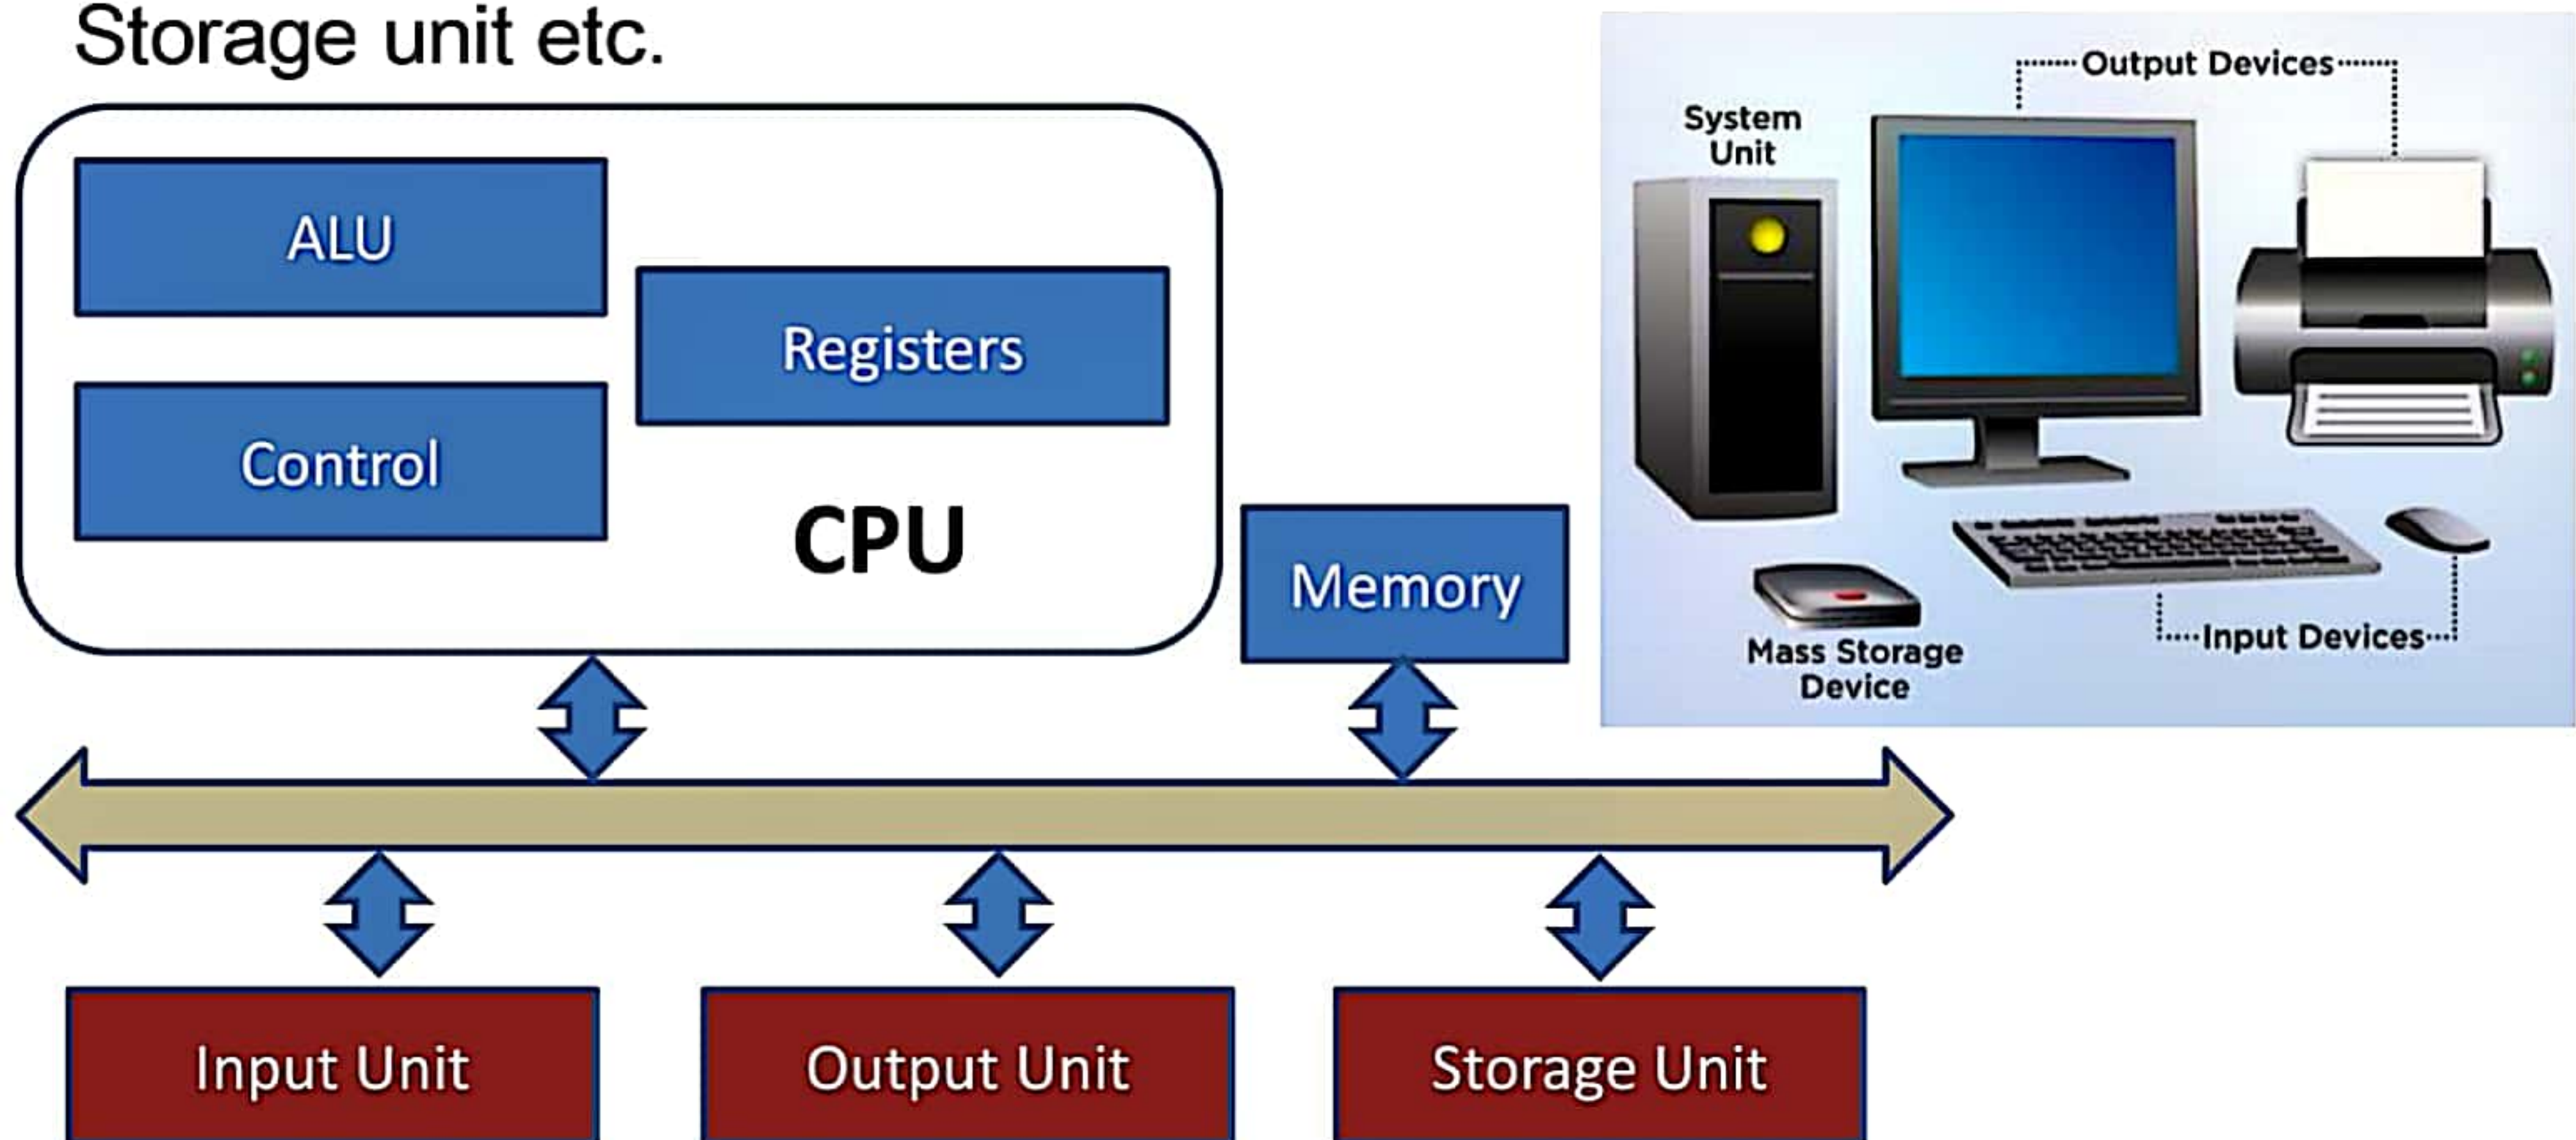 Storage unit etc.
ALU
Registers
Control
CPU
Memory
Input Unit
Output Unit
Storage Unit
Output Devices
System
Unit
Mass Storage
Device
Input Devices